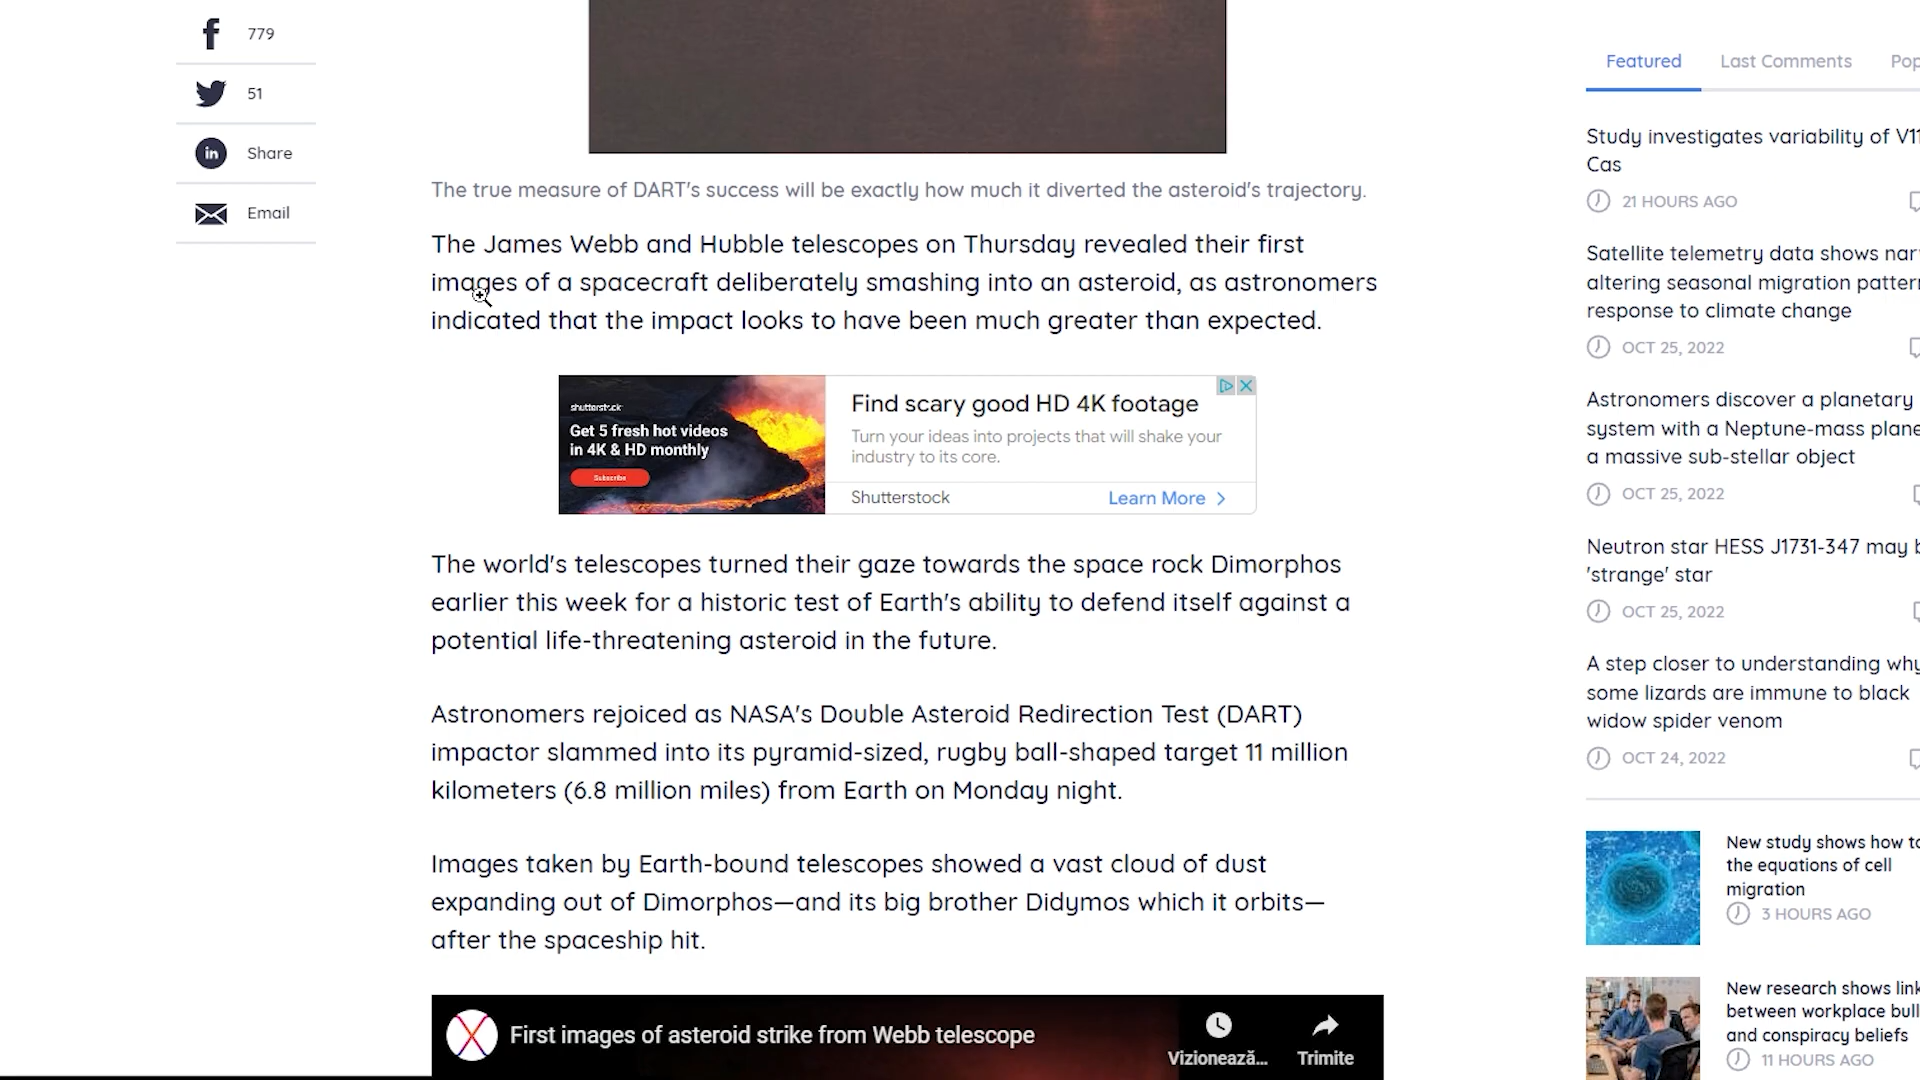 779
51
Share
Email
The true measure of DART's success will be exactly how much it diverted the asteroid's trajectory.
The James Webb and Hubble telescopes on Thursday revealed their first
images of a spacecraft deliberately smashing into an asteroid, as astronomers
indicated that the impact looks to have been much greater than expected.
shutterstock
Get 5 fresh hot videos
in 4K & HD monthly
Subscribe
Find scary good HD 4K footage
Turn your ideas into projects that will shake your
industry to its core.
Shutterstock
Learn More
The world's telescopes turned their gaze towards the space rock Dimorphos
earlier this week for a historic test of Earth's ability to defend itself against a
potential life-threatening asteroid in the future.
Astronomers rejoiced as NASA's Double Asteroid Redirection Test (DART)
impactor slammed into its pyramid-sized, rugby ball-shaped target 11 million
kilometers (6.8 million miles) from Earth on Monday night.
Images taken by Earth-bound telescopes showed a vast cloud of dust
expanding out of Dimorphos—and its big brother Didymos which it orbits—
after the spaceship hit.
First images of asteroid strike from Webb telescope
Vizionează...
Trimite
Featured
Last Comments
Study investigates variability of
Cas
21 HOURS AGO
Satellite telemetry data shows
altering seasonal migration
response to climate change
OCT 25, 2022
Astronomers discover a planetary
system with a Neptune-mass
a massive sub-stellar object
OCT 25, 2022
Neutron star HESS J1731-347 may
'strange' star
OCT 25, 2022
A step closer to understanding why
some lizards are immune to black
widow spider venom
OCT 24, 2022
New study shows how
the equations of cell
migration
3 HOURS AGO
New research shows
between workplace
and conspiracy beliefs
11 HOURS AGO